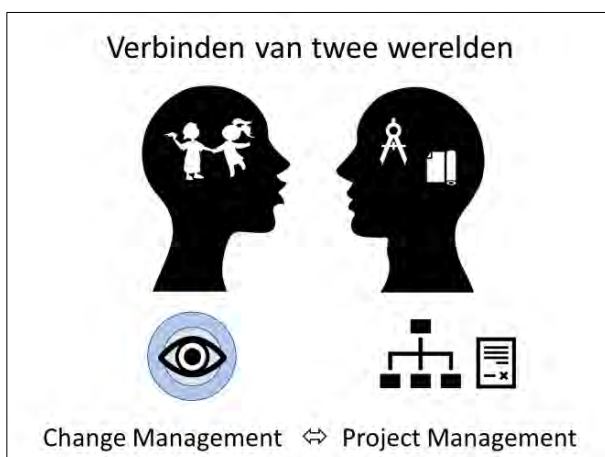 Verbinden van twee werelden
Change Management ⬄ Project Management